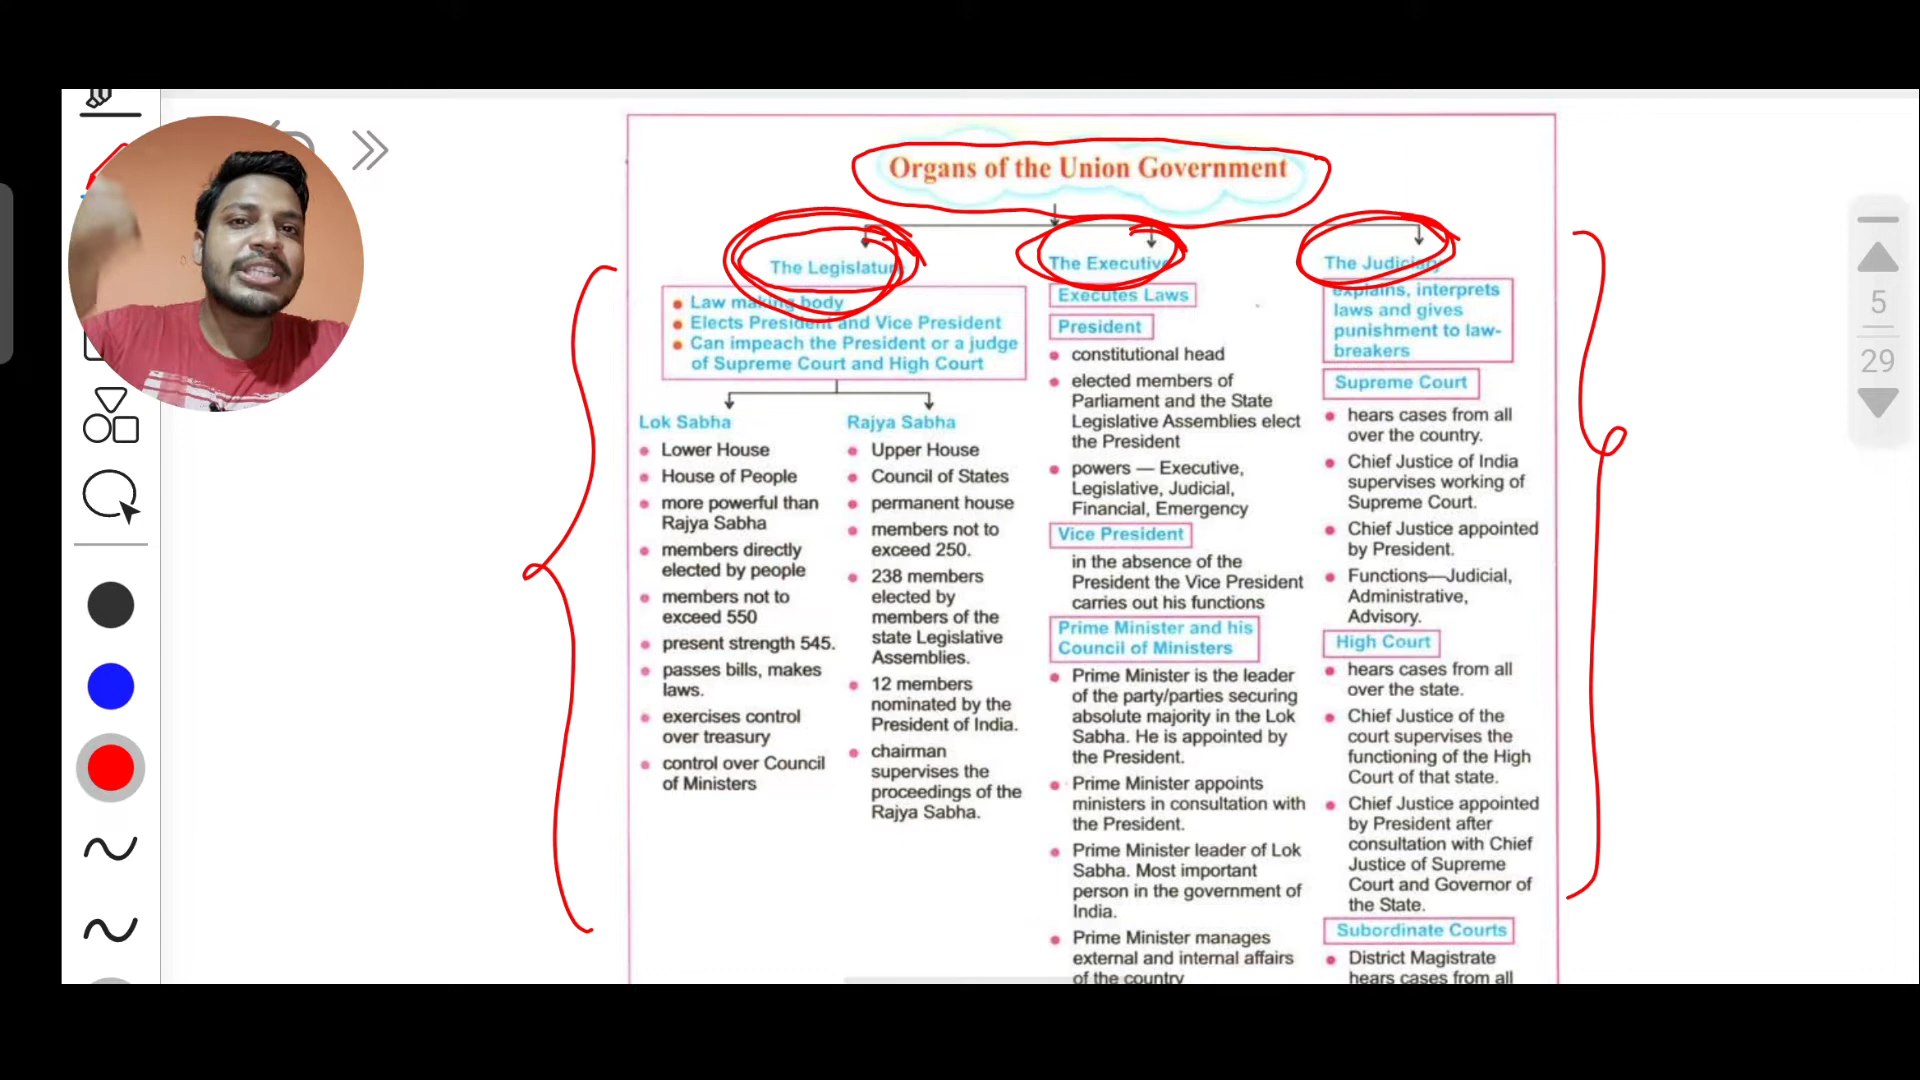 Organs of the Union Government
The Legislature
Law making body
Elects President and Vice President
Can impeach the President or a judge
of Supreme Court and High Court
Lok Sabha
Lower House
House of People
more powerful than
Rajya Sabha
members directly
elected by people
members not to
exceed 550
present strength 545.
passes bills, makes
laws.
exercises control
over treasury
control over Council
of Ministers
Rajya Sabha
Upper House
Council of States
permanent house
members not to
exceed 250.
238 members
elected by
members of the
state Legislative
Assemblies.
12 members
nominated by the
President of India.
chairman
supervises the
proceedings of the
Rajya Sabha.
The Executive
Executes Laws
President
constitutional head
elected members of
Parliament and the State
Legislative Assemblies elect
the President
powers — Executive,
Legislative, Judicial,
Financial, Emergency
Vice President
in the absence of the
President the Vice President
carries out his functions
Prime Minister and his
Council of Ministers
Prime Minister is the leader
of the party/parties securing
absolute majority in the Lok
Sabha. He is appointed by
the President.
Prime Minister appoints
ministers in consultation with
the President.
Prime Minister leader of Lok
Sabha. Most important
person in the government of
India.
Prime Minister manages
external and internal affairs
of the country
The Judiciary
explains, interprets
laws and gives
punishment to law-
breakers
Supreme Court
hears cases from all
over the country.
Chief Justice of India
supervises working of
Supreme Court.
Chief Justice appointed
by President.
Functions—Judicial,
Administrative,
Advisory.
High Court
hears cases from all
over the state.
Chief Justice of the
court supervises the
functioning of the High
Court of that state.
Chief Justice appointed
by President after
consultation with Chief
Justice of Supreme
Court and Governor of
the State.
Subordinate Courts
District Magistrate
hears cases from all
5
29